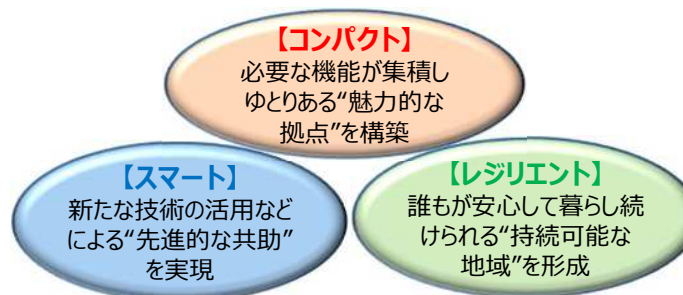 【コンパクト】
必要な機能が集積し
ゆとりある“魅力的な
拠点”を構築
【スマート】
新たな技術の活用など
による“先進的な共助”
を実現
【レジリエント】
誰もが安心して暮らし続
けられる“持続可能な
地域”を形成